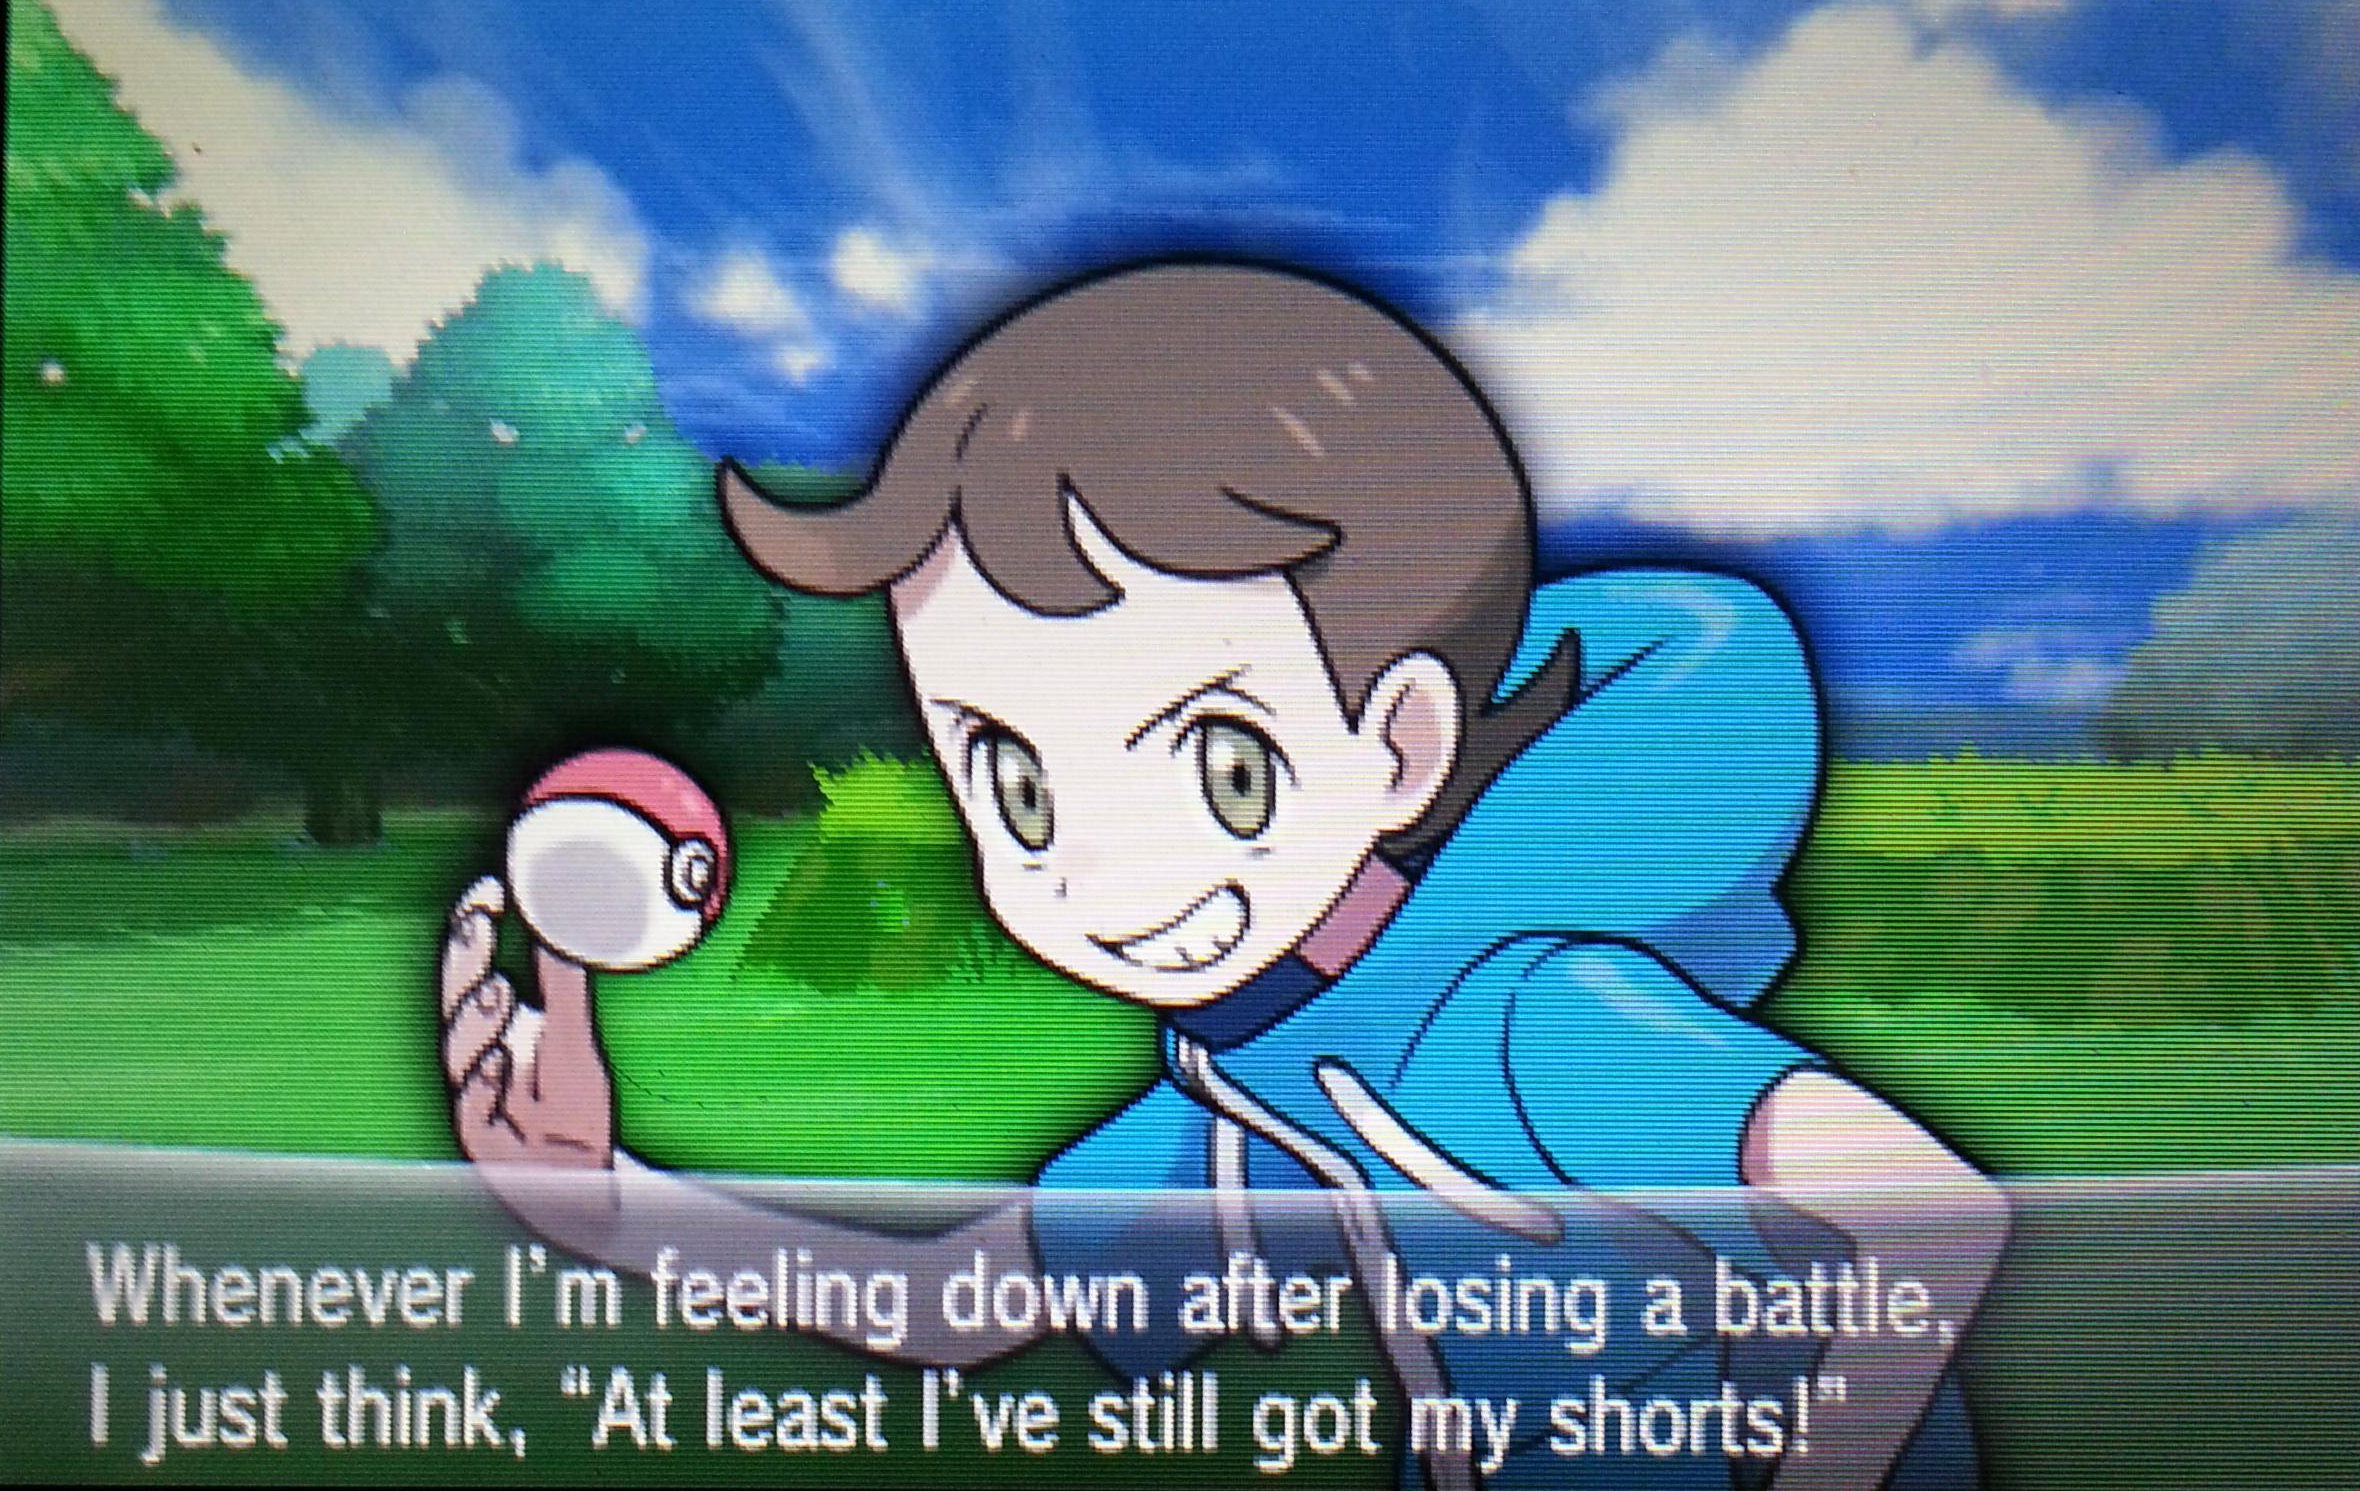 Whenever I'm feeling down after losing a battle,
I just think, “At least I've still got my shorts!”